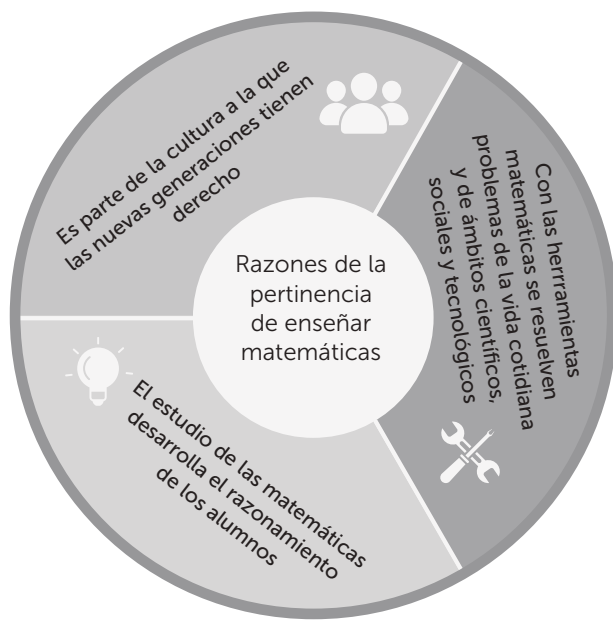 Razones de la
pertinencia
de enseñar
matemáticas
Es parte de la cultura a la que
las nuevas generaciones tienen
derecho
Con las herrramientas
matemáticas se resuelven
problemas de la vida cotidiana
y de ámbitos científicos,
sociales y tecnológicos
El estudio de las matemáticas
desarrolla el razonamiento
de los alumnos